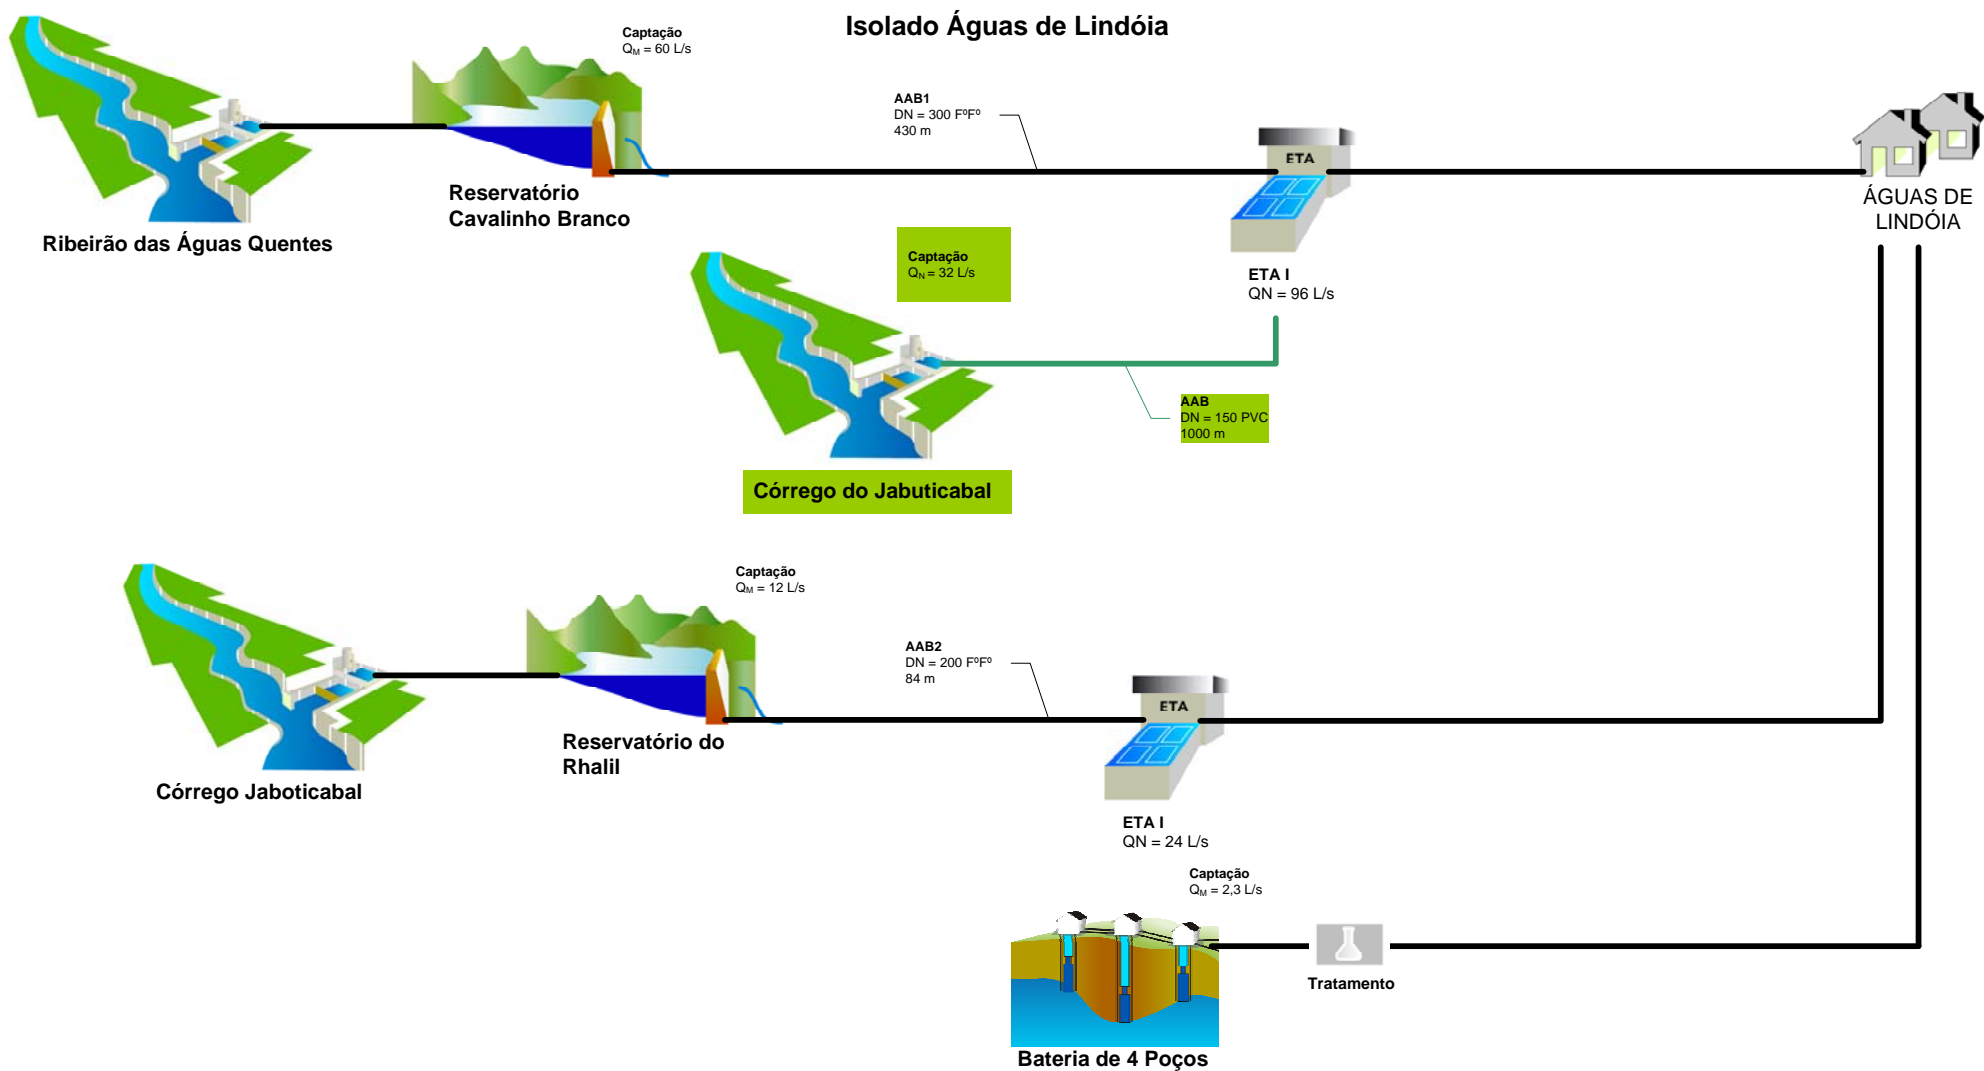 Isolado Águas de Lindóia
Captação
QM = 60 L/s
AAB1
DN = 300 FºFº
430 m
ETA
Reservatório
Cavalinho Branco
Ribeirão das Águas Quentes
ÁGUAS DE
LINDÓIA
Captação
QN = 32 L/s
ETA I
QN = 96 L/s
AAB
DN = 150 PVC
1000 m
Córrego do Jabuticabal
Captação
QM = 12 L/s
AAB2
DN = 200 FºFº
84 m
ETA
Reservatório do
Rhalil
Córrego Jaboticabal
ETA I
QN = 24 L/s
Captação
QM = 2,3 L/s
Tratamento
Bateria de 4 Poços